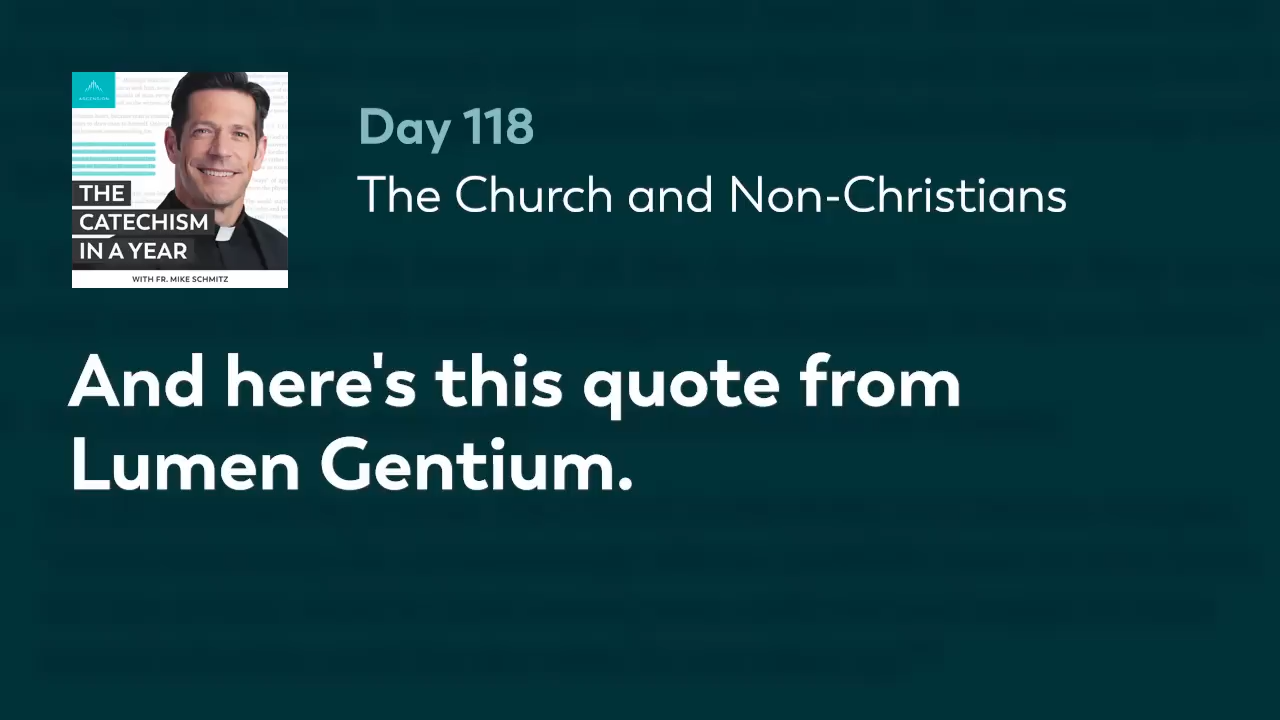 ASCENSION
THE
CATECHISM
IN A YEAR
WITH FR. MIKE SCHMITZ
Day 118
The Church and Non-Christians
And here's this quote from
Lumen Gentium.